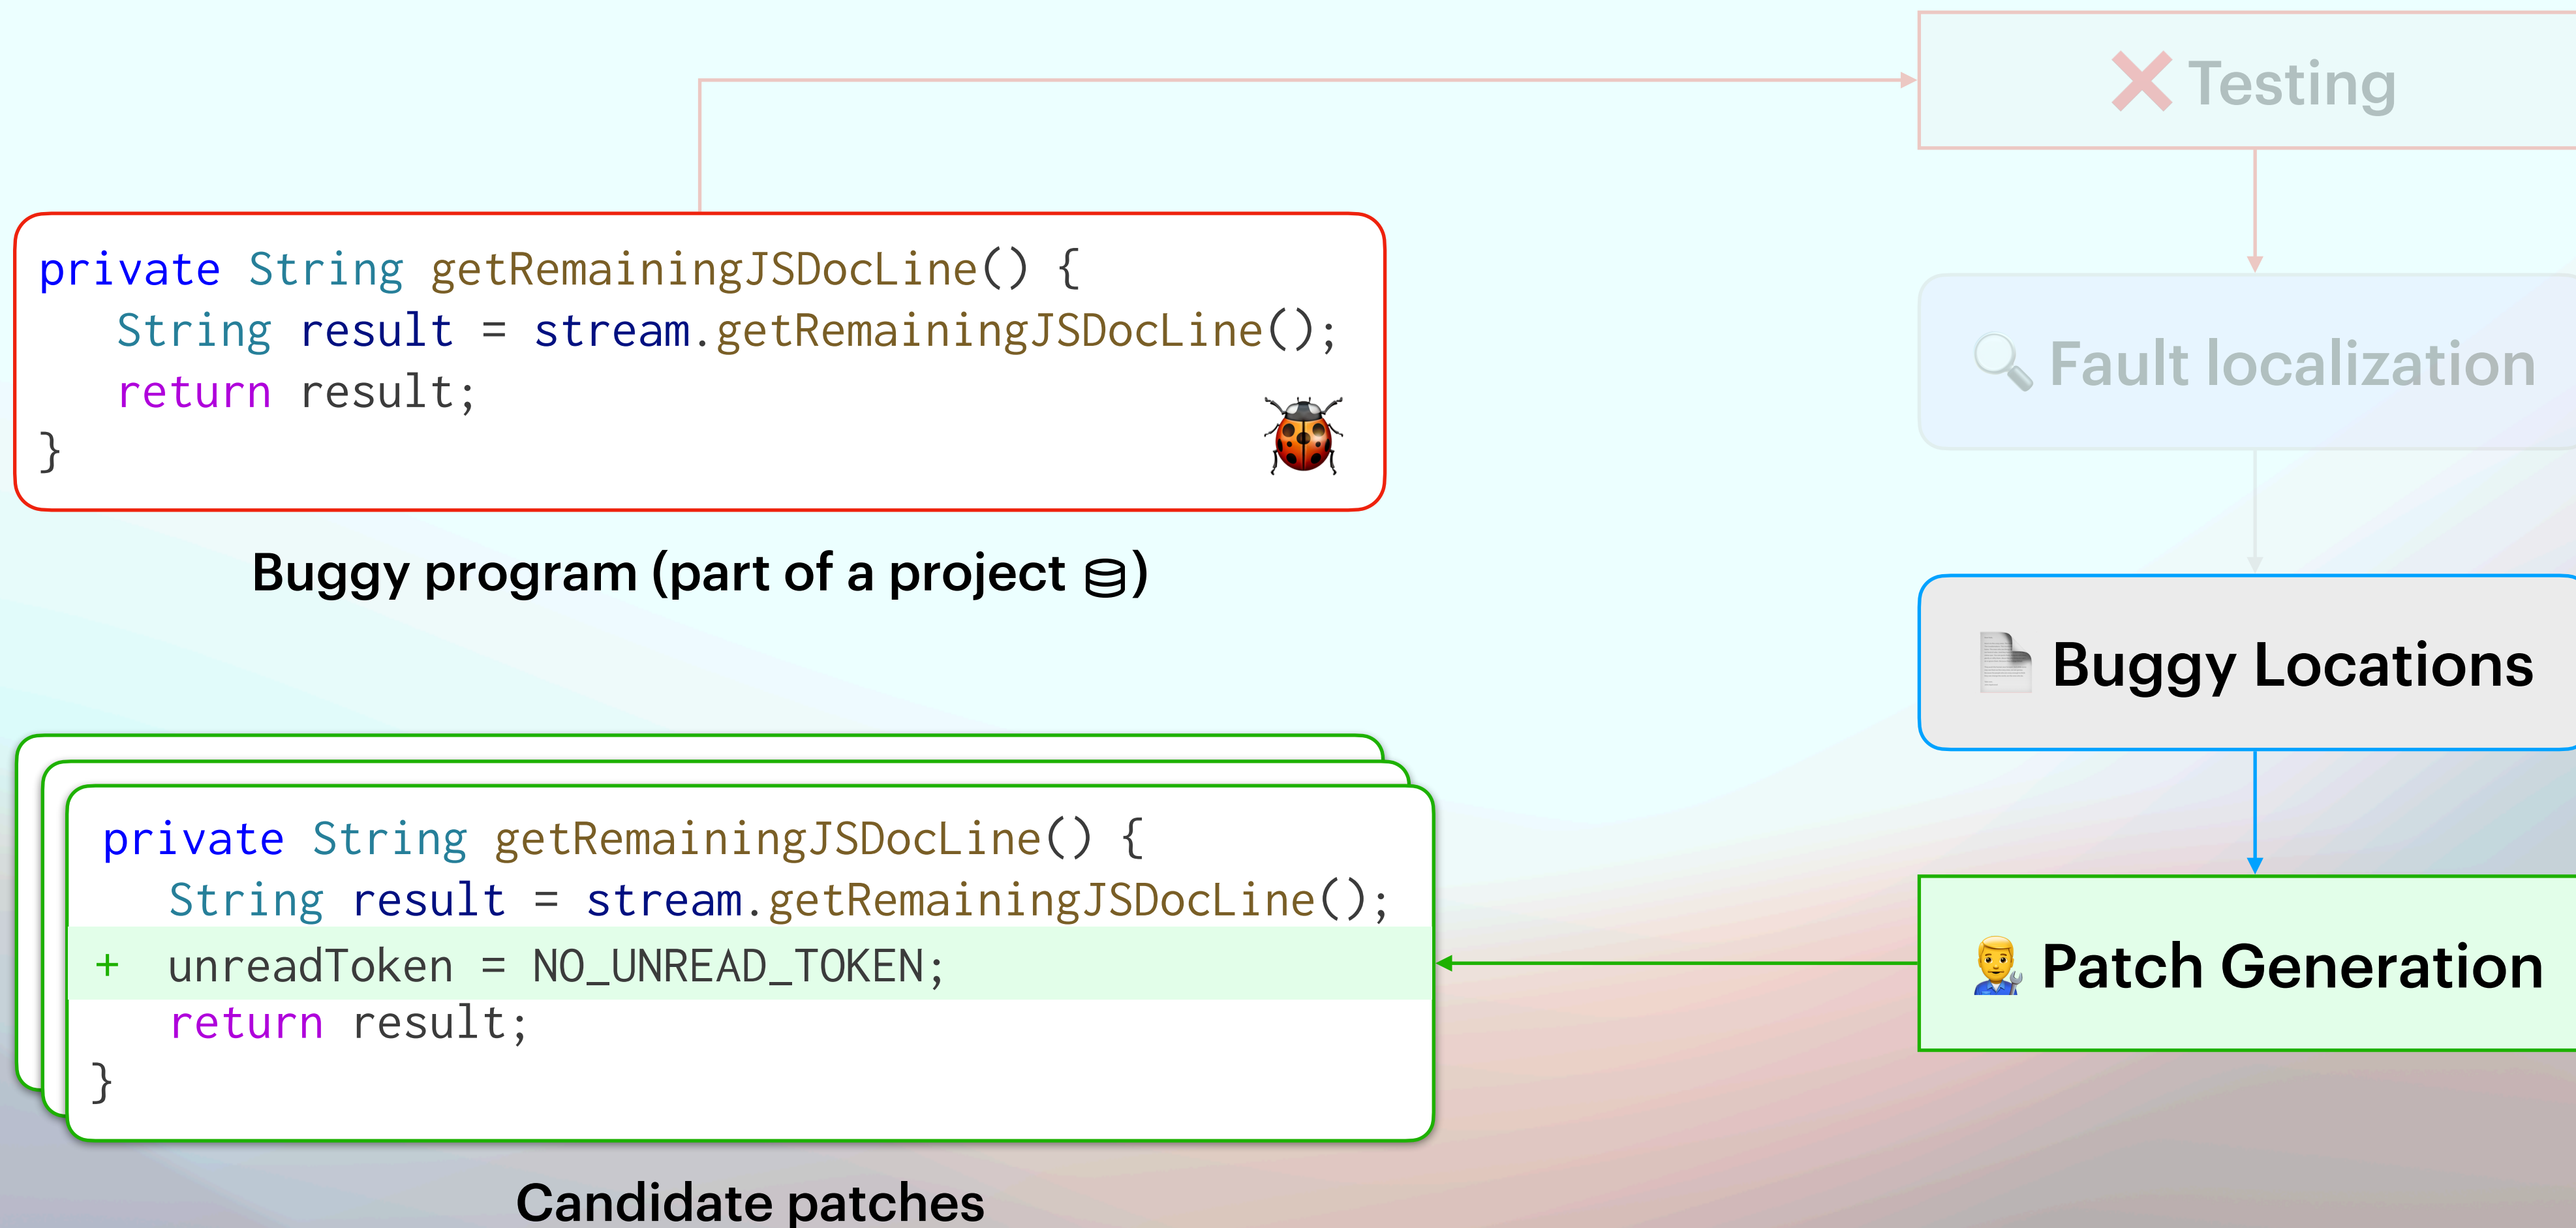 ❌ Testing
private String getRemainingJSDocLine() {
String result = stream.getRemainingJSDocLine();
return result;
}
🔍 Fault localization
Buggy program (part of a project )
Buggy Locations
private String getRemainingJSDocLine() {
String result = stream.getRemainingJSDocLine();
+ unreadToken = NO_UNREAD_TOKEN;
return result;
}
Patch Generation
Candidate patches